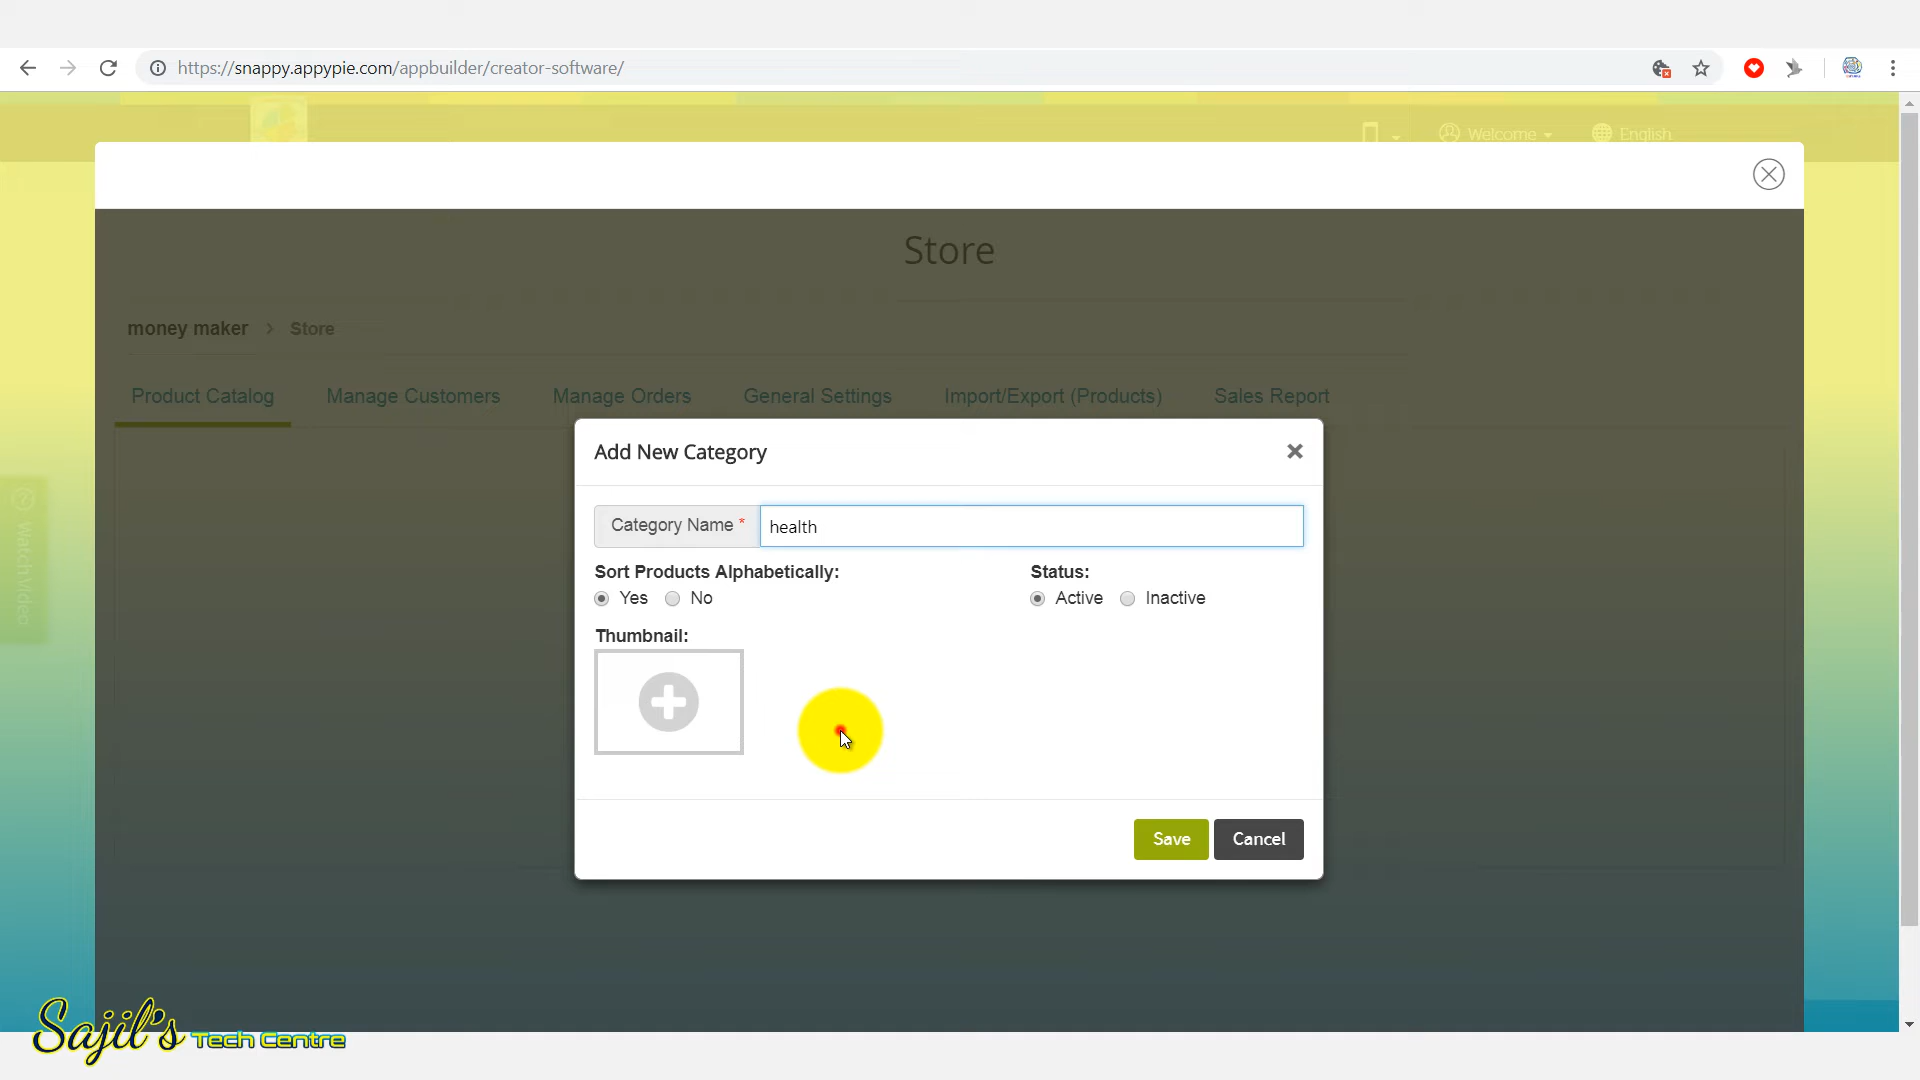 https://snappy.appypie.com/appbuilder/creator-software/
Welcome
English
Store
money maker > Store
Product Catalog Manage Customers Manage Orders General Settings Import/Export (Products) Sales Report
Add New Category
Category Name * health
Sort Products Alphabetically: Status:
Yes No Active Inactive
Thumbnail:
Watch Video
Save Cancel
Sajil's Tech Centre